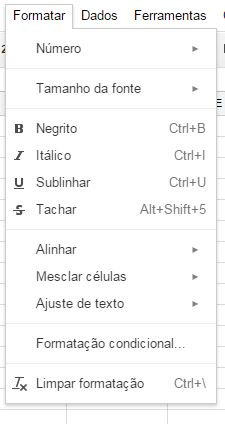 Formatar Dados Ferramentas
Número
Tamanho da fonte
B Negrito Ctrl+B
I Itálico Ctrl+I
U Sublinhar Ctrl+U
S Tachar Alt+Shift+5
Alinhar
Mesclar células
Ajuste de texto
Formatação condicional...
Limpar formatação Ctrl+\